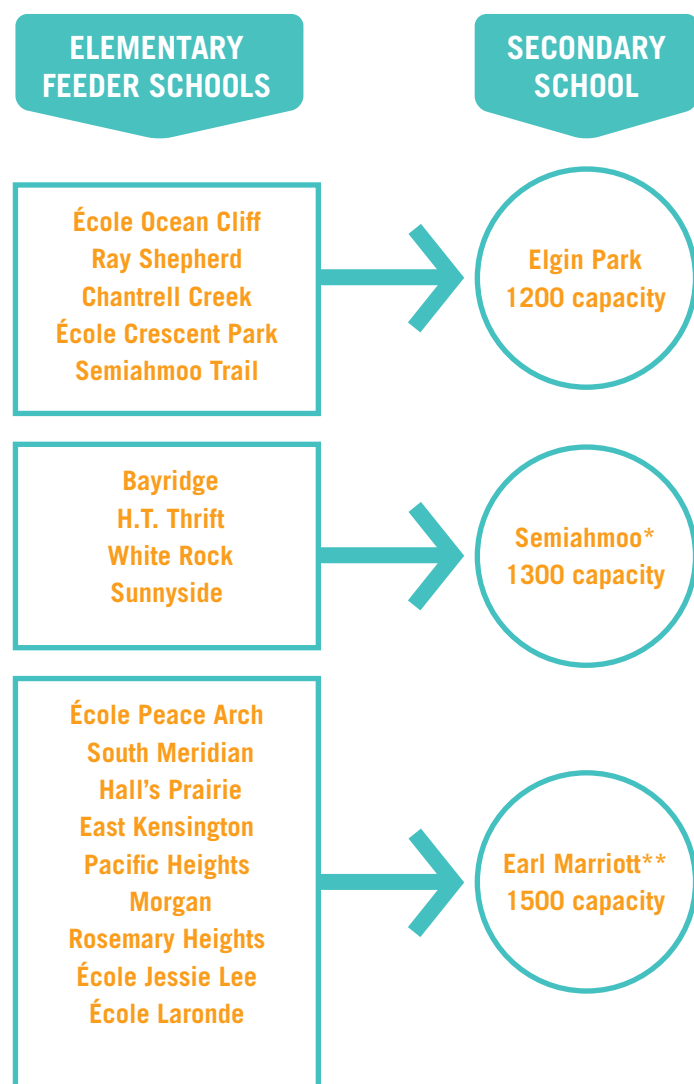 ELEMENTARY
FEEDER SCHOOLS
SECONDARY
SCHOOL
École Ocean Cliff
Ray Shepherd
Chantrell Creek
École Crescent Park
Semiahmoo Trail
Elgin Park
1200 capacity
Bayridge
H.T. Thrift
White Rock
Sunnyside
Semiahmoo*
1300 capacity
École Peace Arch
South Meridian
Hall’s Prairie
East Kensington
Pacific Heights
Morgan
Rosemary Heights
École Jessie Lee
École Laronde
Earl Marriott**
1500 capacity